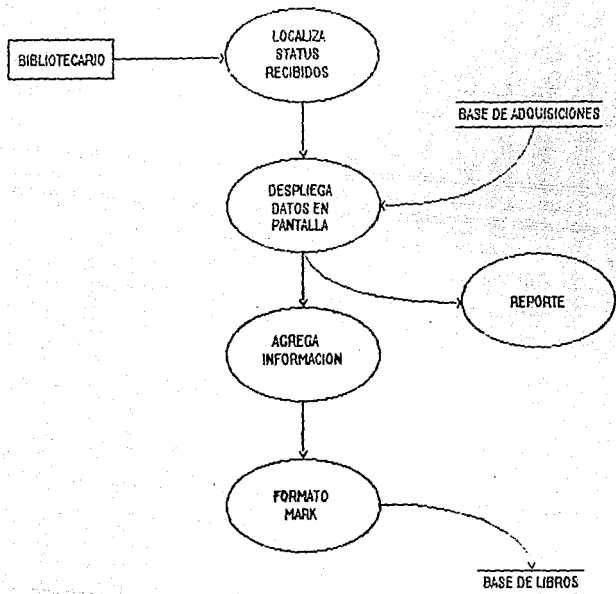 LOCALIZA
STATUS
RECIBIDOS
BIBLIOTECARIO
BASE DE ADQUISICIONES
DESPLIEGA
DATOS EN
PANTALLA
REPORTE
AGREGA
INFORMACION
FORMATO
MARK
BASE DE LIBROS